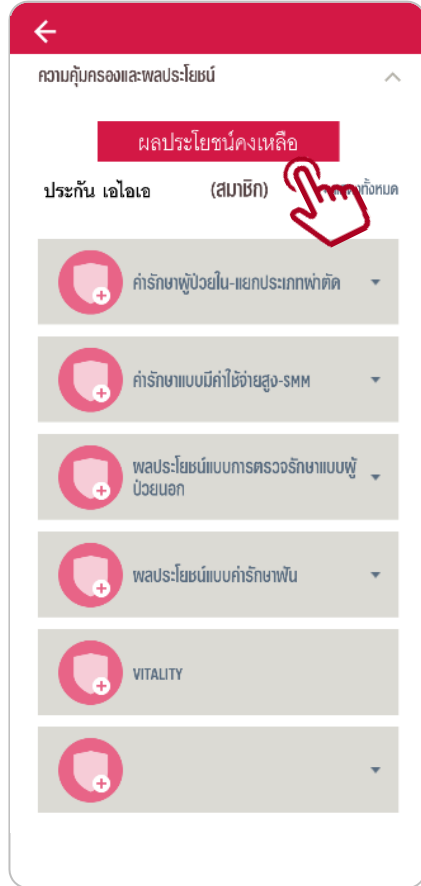 ความคุ้มครองและผลประโยชน์
ผลประโยชน์คงเหลือ
ประกัน เอไอเอ (สมาชิก) ทั้งหมด
ค่ารักษาผู้ป่วยใน-แยกประเภทผ่าตัด
ค่ารักษาแบบมีค่าใช้จ่ายสูง-SMM
ผลประโยชน์แบบการตรวจรักษาแบบผู้
ป่วยนอก
ผลประโยชน์แบบค่ารักษาฟัน
VITALITY